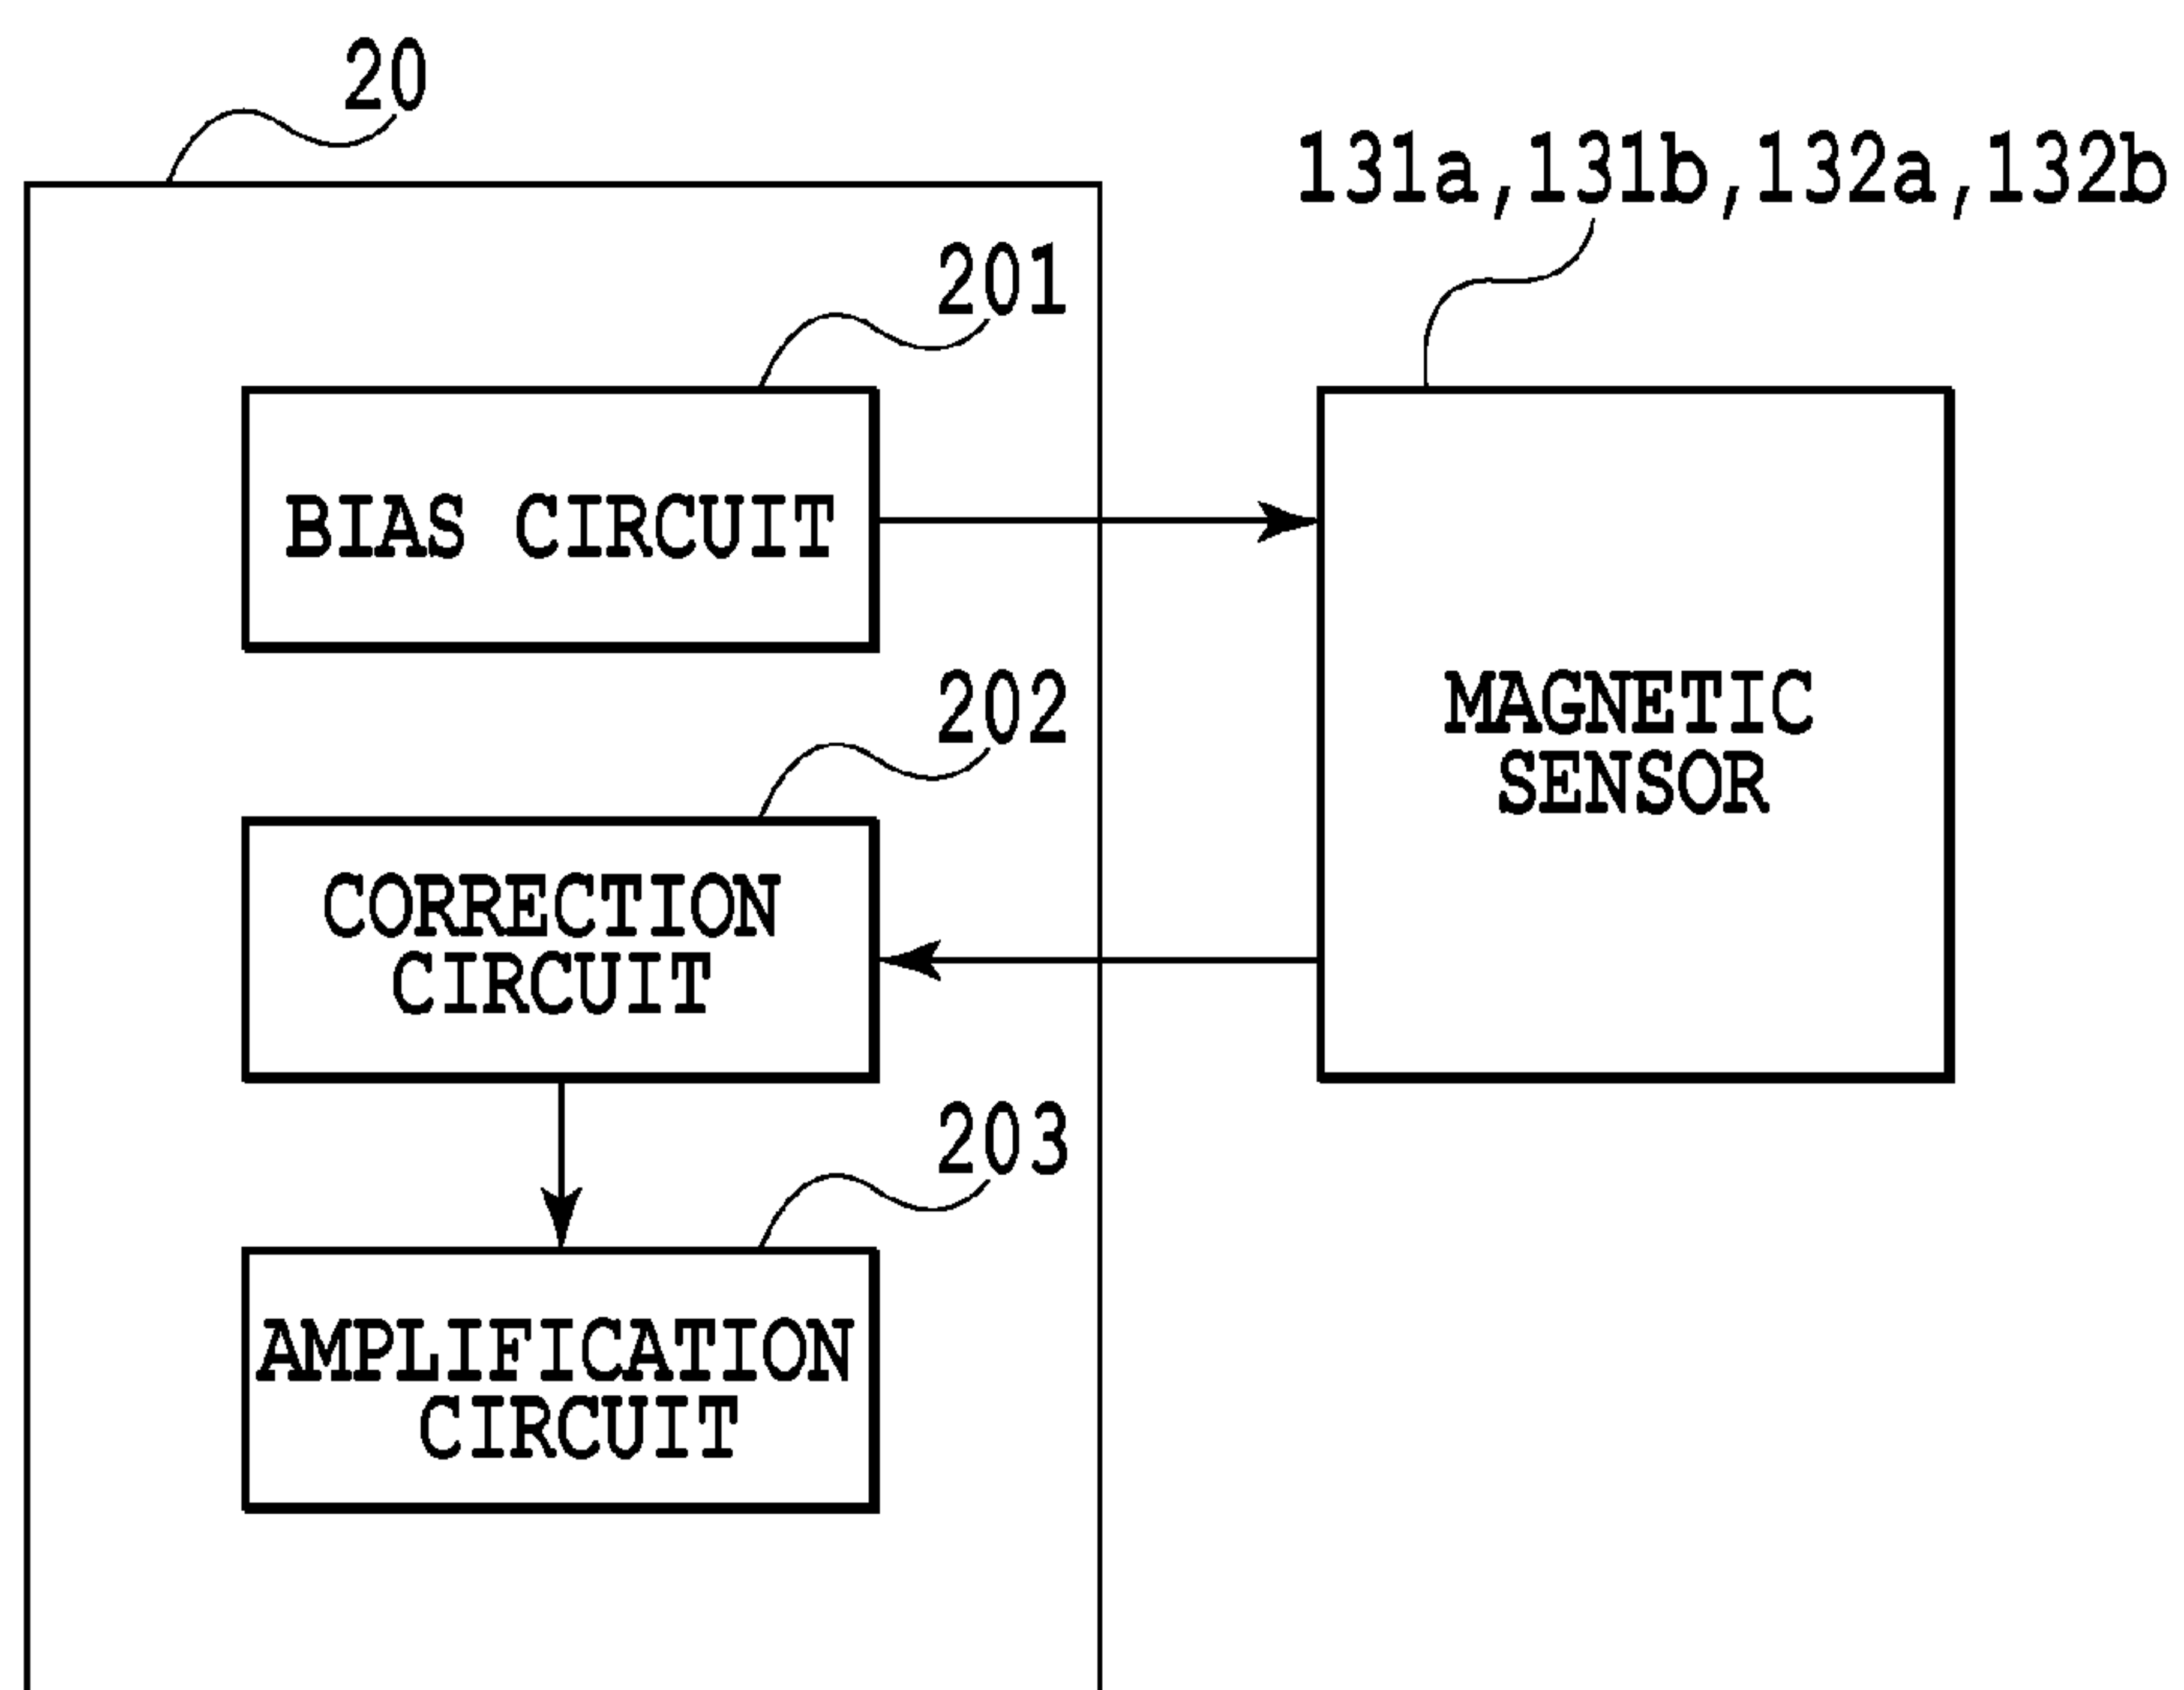 20
131a,131b,132a,132b
201
BIAS CIRCUIT
MAGNETIC
SENSOR
202
CORRECTION
CIRCUIT
203
AMPLIFICATION
CIRCUIT